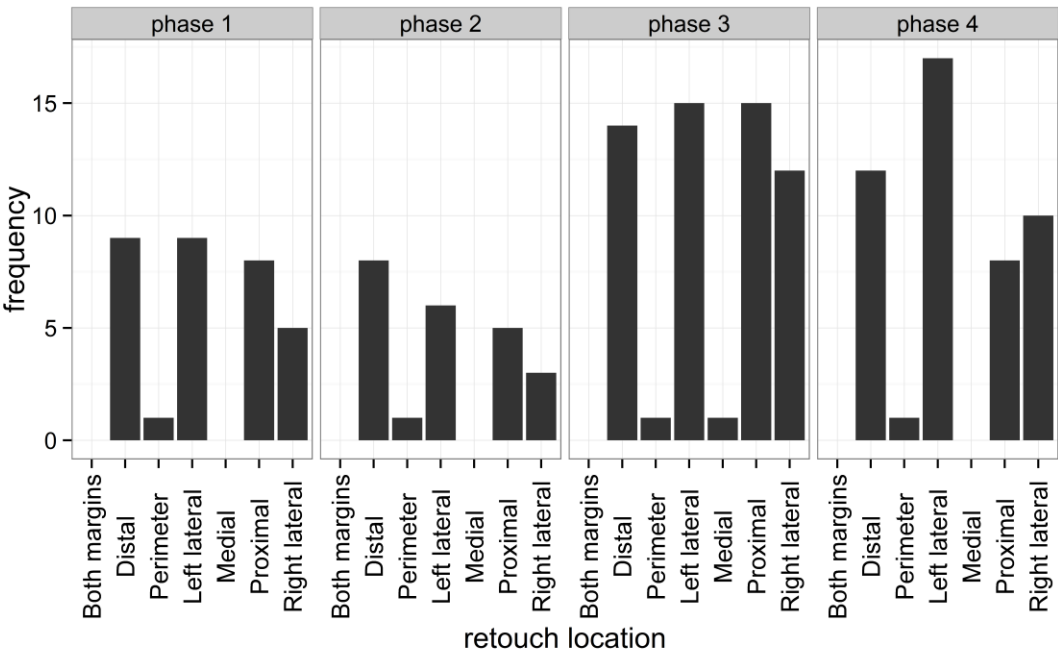 phase 1
phase 2
phase 3
phase 4
frequency
15
10
5
0
Both margins
Distal
Perimeter
Left lateral
Medial
Proximal
Right lateral
Both margins
Distal
Perimeter
Left lateral
Medial
Proximal
Right lateral
Both margins
Distal
Perimeter
Left lateral
Medial
Proximal
Right lateral
Both margins
Distal
Perimeter
Left lateral
Medial
Proximal
Right lateral
retouch location